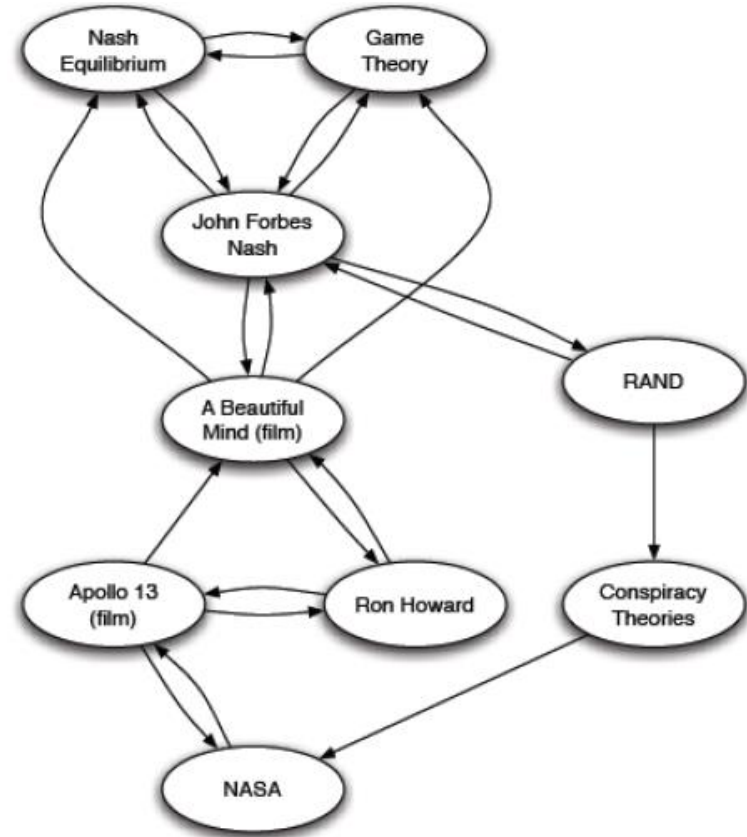 Nash
Equilibrium
Game
Theory
John Forbes
Nash
RAND
A Beautiful
Mind (film)
Apollo 13
(film)
Ron Howard
Conspiracy
Theories
NASA